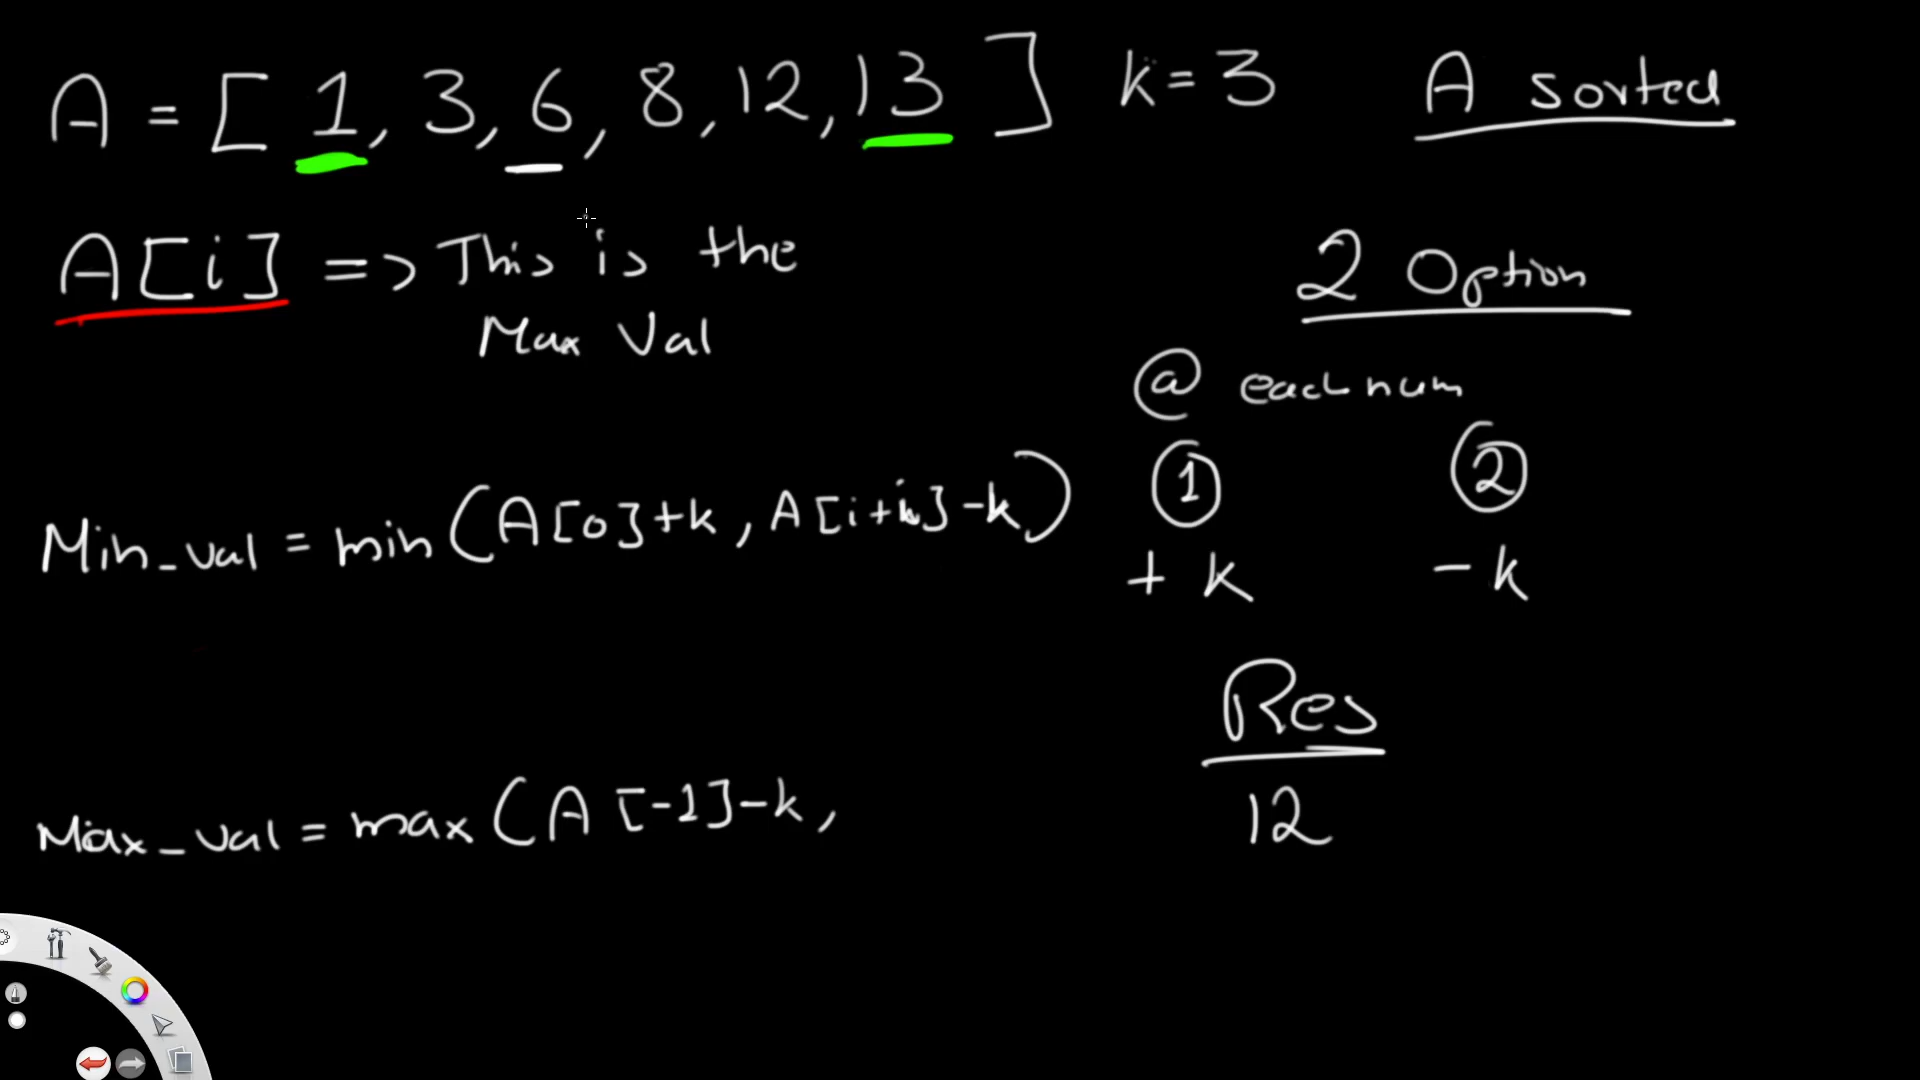 A = [ 1, 3, 6, 8, 12, 13 ] k = 3 A sorted
A[i] => This is the
Max Val
2 Option
@ each num
1 2
+ k - k
Min_val = min (A[0]+k, A[i+1]-k)
Max_val = max (A[-1]-k,
Res
12